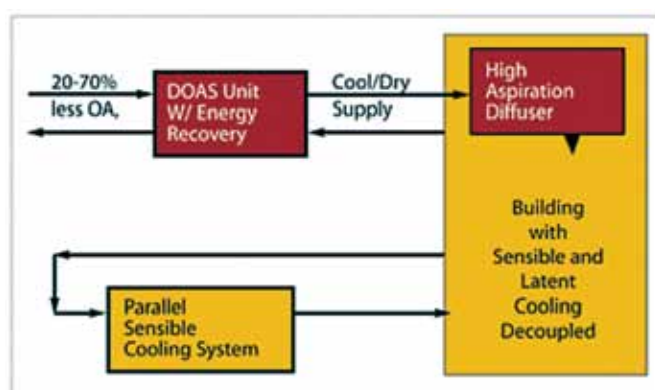 20-70%
less OA,
DOAS Unit
W/ Energy
Recovery
Cool/Dry
Supply
High
Aspiration
Diffuser
Building
with
Sensible and
Latent
Cooling
Decoupled
Parallel
Sensible
Cooling System